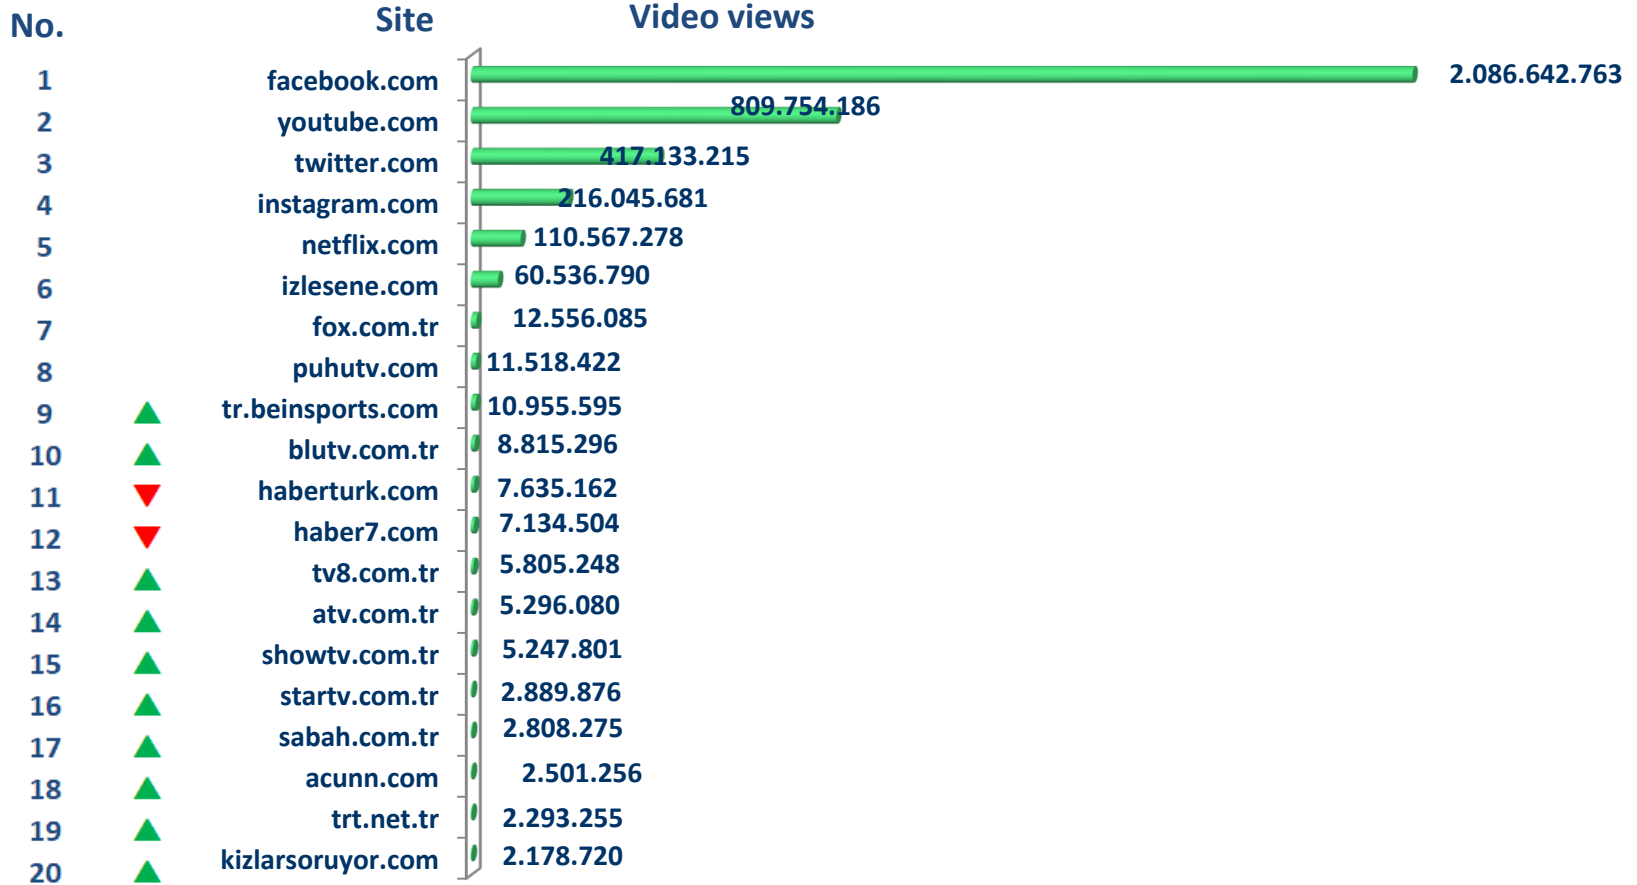 No. Site Video views
1 facebook.com 2.086.642.763
2 youtube.com 809.754.186
3 twitter.com 417.133.215
4 instagram.com 216.045.681
5 netflix.com 110.567.278
6 izlesene.com 60.536.790
7 fox.com.tr 12.556.085
8 puhutv.com 11.518.422
9 tr.beinsports.com 10.955.595
10 blutv.com.tr 8.815.296
11 haberturk.com 7.635.162
12 haber7.com 7.134.504
13 tv8.com.tr 5.805.248
14 atv.com.tr 5.296.080
15 showtv.com.tr 5.247.801
16 startv.com.tr 2.889.876
17 sabah.com.tr 2.808.275
18 acunn.com 2.501.256
19 trt.net.tr 2.293.255
20 kizlarsoruyor.com 2.178.720